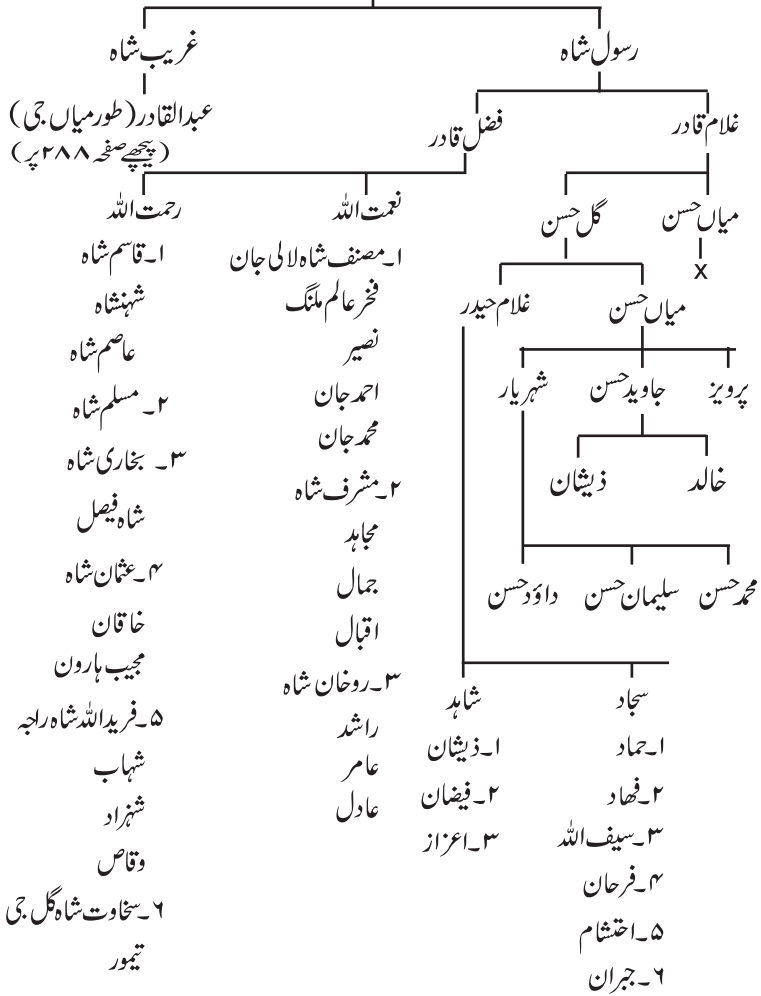 رسول شاہ
غریب شاہ
غلام قادر
فضل قادر
عبدالقادر (طور میاں جی)
(پیچھے صفحہ ۲۸۸ پر)
میاں حسن
گل حسن
نعمت اللہ
رحمت اللہ
x
میاں حسن
غلام حیدر
پرویز
جاوید حسن
شہریار
خالد
ذیشان
محمد حسن
سلیمان حسن
داؤد حسن
سجاد
۱۔حماد
۲۔فہاد
۳۔سیف اللہ
۴۔فرحان
۵۔احتشام
۶۔جبران
شاہد
۱۔ذیشان
۲۔فیضان
۳۔اعزاز
۱۔مصنف شاہ لالی جان
فخر عالم ملنگ
نصیر
احمد جان
محمد جان
۲۔مشرف شاہ
مجاہد
جمال
اقبال
۳۔روخان شاہ
راشد
عامر
عادل
۱۔قاسم شاہ
شہنشاہ
عاصم شاہ
۲۔مسلم شاہ
۳۔ بخاری شاہ
شاہ فیصل
۴۔عثمان شاہ
خاقان
مجیب ہارون
۵۔فرید اللہ شاہ راجہ
شہاب
شہزاد
وقاص
۶۔سخاوت شاہ گل جی
تیمور